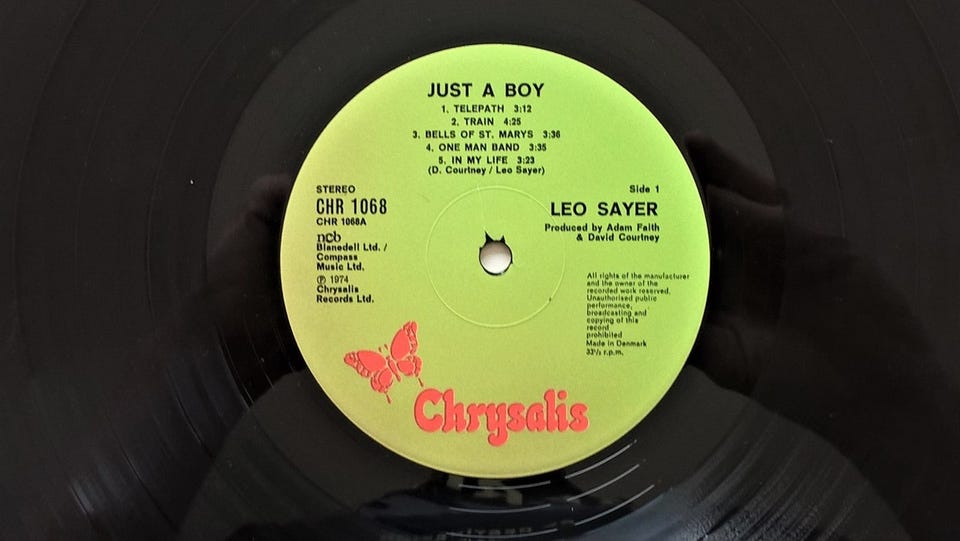 JUST A BOY
1. TELEPATH 3:12
2. TRAIN 4:25
3. BELLS OF ST. MARYS 3:36
4. ONE MAN BAND 3:35
5. IN MY LIFE 3:23
(D. Courtney / Leo Sayer)
STEREO
CHR 1068
CHR 1068A
ncb
Blanedell Ltd. /
Compass
Music Ltd.
Ⓟ 1974
Chrysalis
Records Ltd.
Side 1
LEO SAYER
Produced by Adam Faith
& David Courtney
All rights of the manufacturer
and the owner of the
recorded work reserved.
Unauthorised public
performance,
broadcasting and
copying of this
record
prohibited
Made in Denmark
33⅓ r.p.m.
Chrysalis